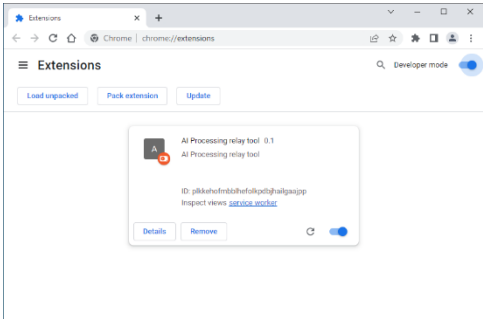 Extensions
Chrome | chrome://extensions
Extensions
Developer mode
Load unpacked
Pack extension
Update
A
AI Processing relay tool 0.1
AI Processing relay tool
ID: plkkehofmbblhefolkpdbjhailgaajpp
Inspect views service worker
Details
Remove